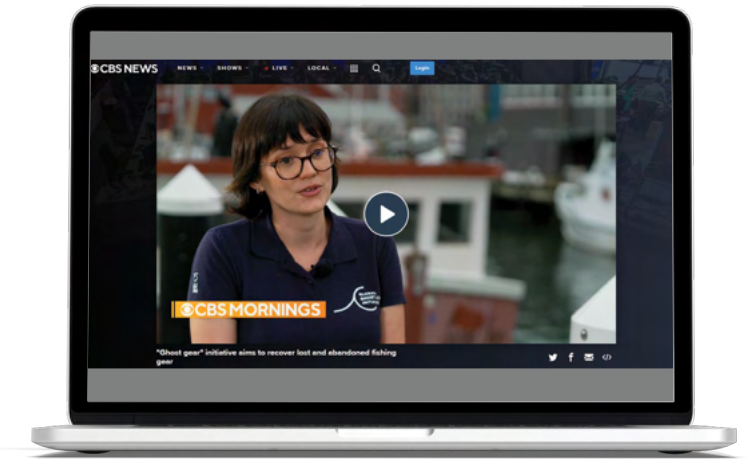 CBS NEWS NEWS SHOWS LIVE LOCAL Login
CBS MORNINGS
"Ghost gear" initiative aims to recover lost and abandoned fishing
gear